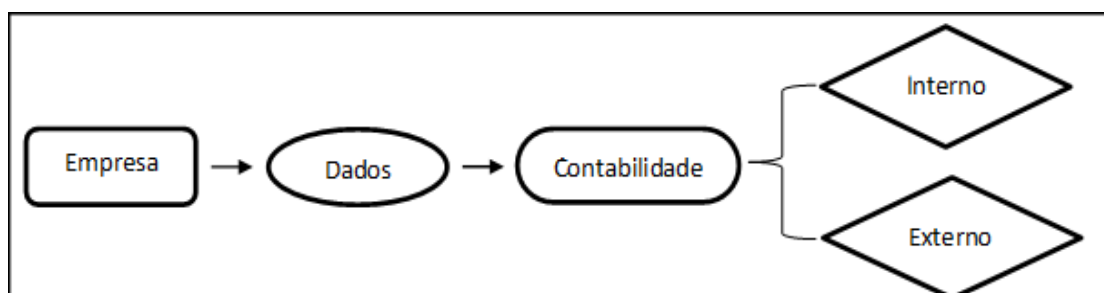 Empresa
Dados
Contabilidade
Interno
Externo